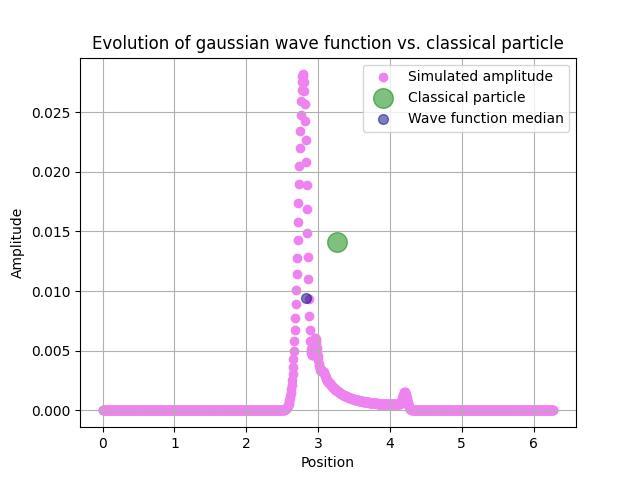 Evolution of gaussian wave function vs. classical particle
Simulated amplitude
Classical particle
Wave function median
Amplitude
0.025
0.020
0.015
0.010
0.005
0.000
0 1 2 3 4 5 6
Position